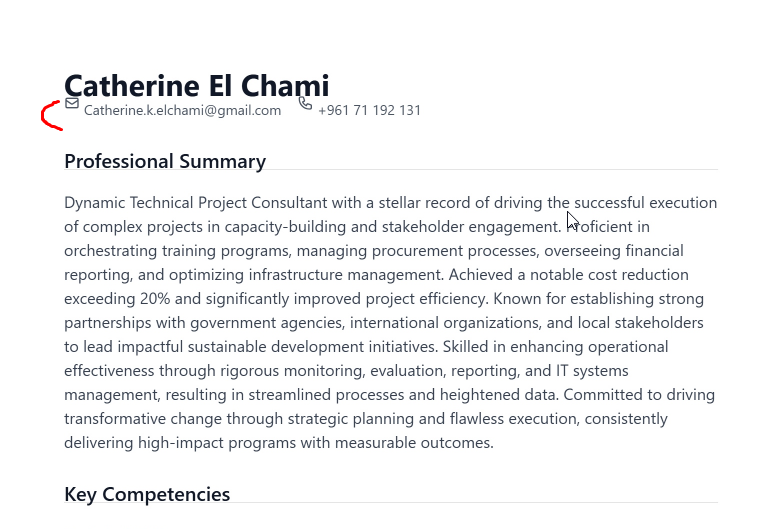 Catherine El Chami
Catherine.k.elchami@gmail.com +961 71 192 131
Professional Summary
Dynamic Technical Project Consultant with a stellar record of driving the successful execution
of complex projects in capacity-building and stakeholder engagement. Proficient in
orchestrating training programs, managing procurement processes, overseeing financial
reporting, and optimizing infrastructure management. Achieved a notable cost reduction
exceeding 20% and significantly improved project efficiency. Known for establishing strong
partnerships with government agencies, international organizations, and local stakeholders
to lead impactful sustainable development initiatives. Skilled in enhancing operational
effectiveness through rigorous monitoring, evaluation, reporting, and IT systems
management, resulting in streamlined processes and heightened data. Committed to driving
transformative change through strategic planning and flawless execution, consistently
delivering high-impact programs with measurable outcomes.
Key Competencies